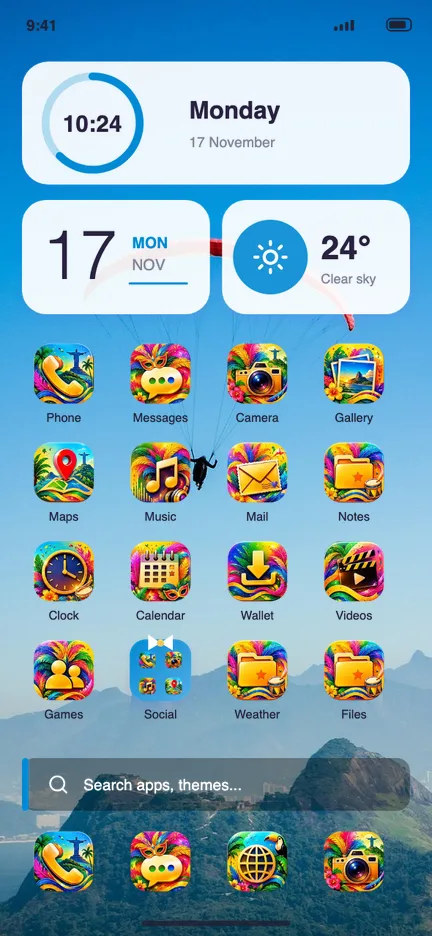 9:41
10:24
Monday
17 November
17
MON
NOV
24°
Clear sky
Phone
Messages
Camera
Gallery
Maps
Music
Mail
Notes
Clock
Calendar
Wallet
Videos
Games
Social
Weather
Files
Search apps, themes...